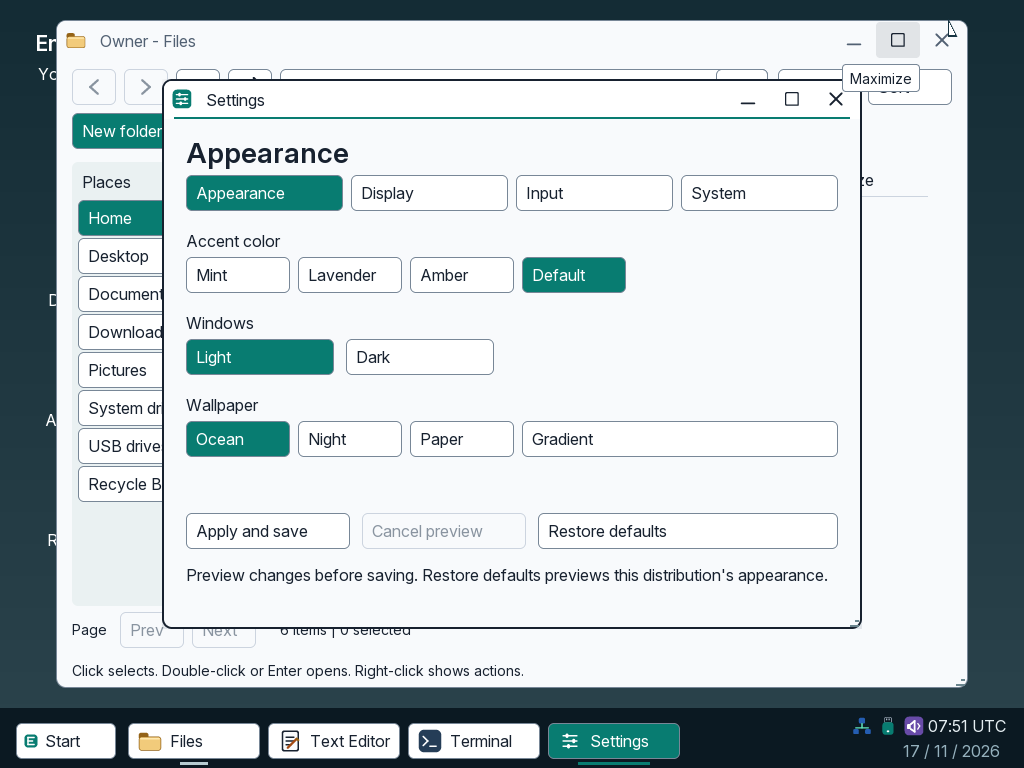 Owner - Files
Maximize
Settings
New folder
Appearance
Places
Appearance Display Input System
Home
Accent color
Desktop
Mint Lavender Amber Default
Windows
Light Dark
Pictures
Wallpaper
Ocean Night Paper Gradient
Apply and save Cancel preview Restore defaults
Preview changes before saving. Restore defaults previews this distribution's appearance.
Page Prev Next 6 items | 0 selected
Click selects. Double-click or Enter opens. Right-click shows actions.
Start Files Text Editor Terminal Settings 07:51 UTC
17 / 11 / 2026